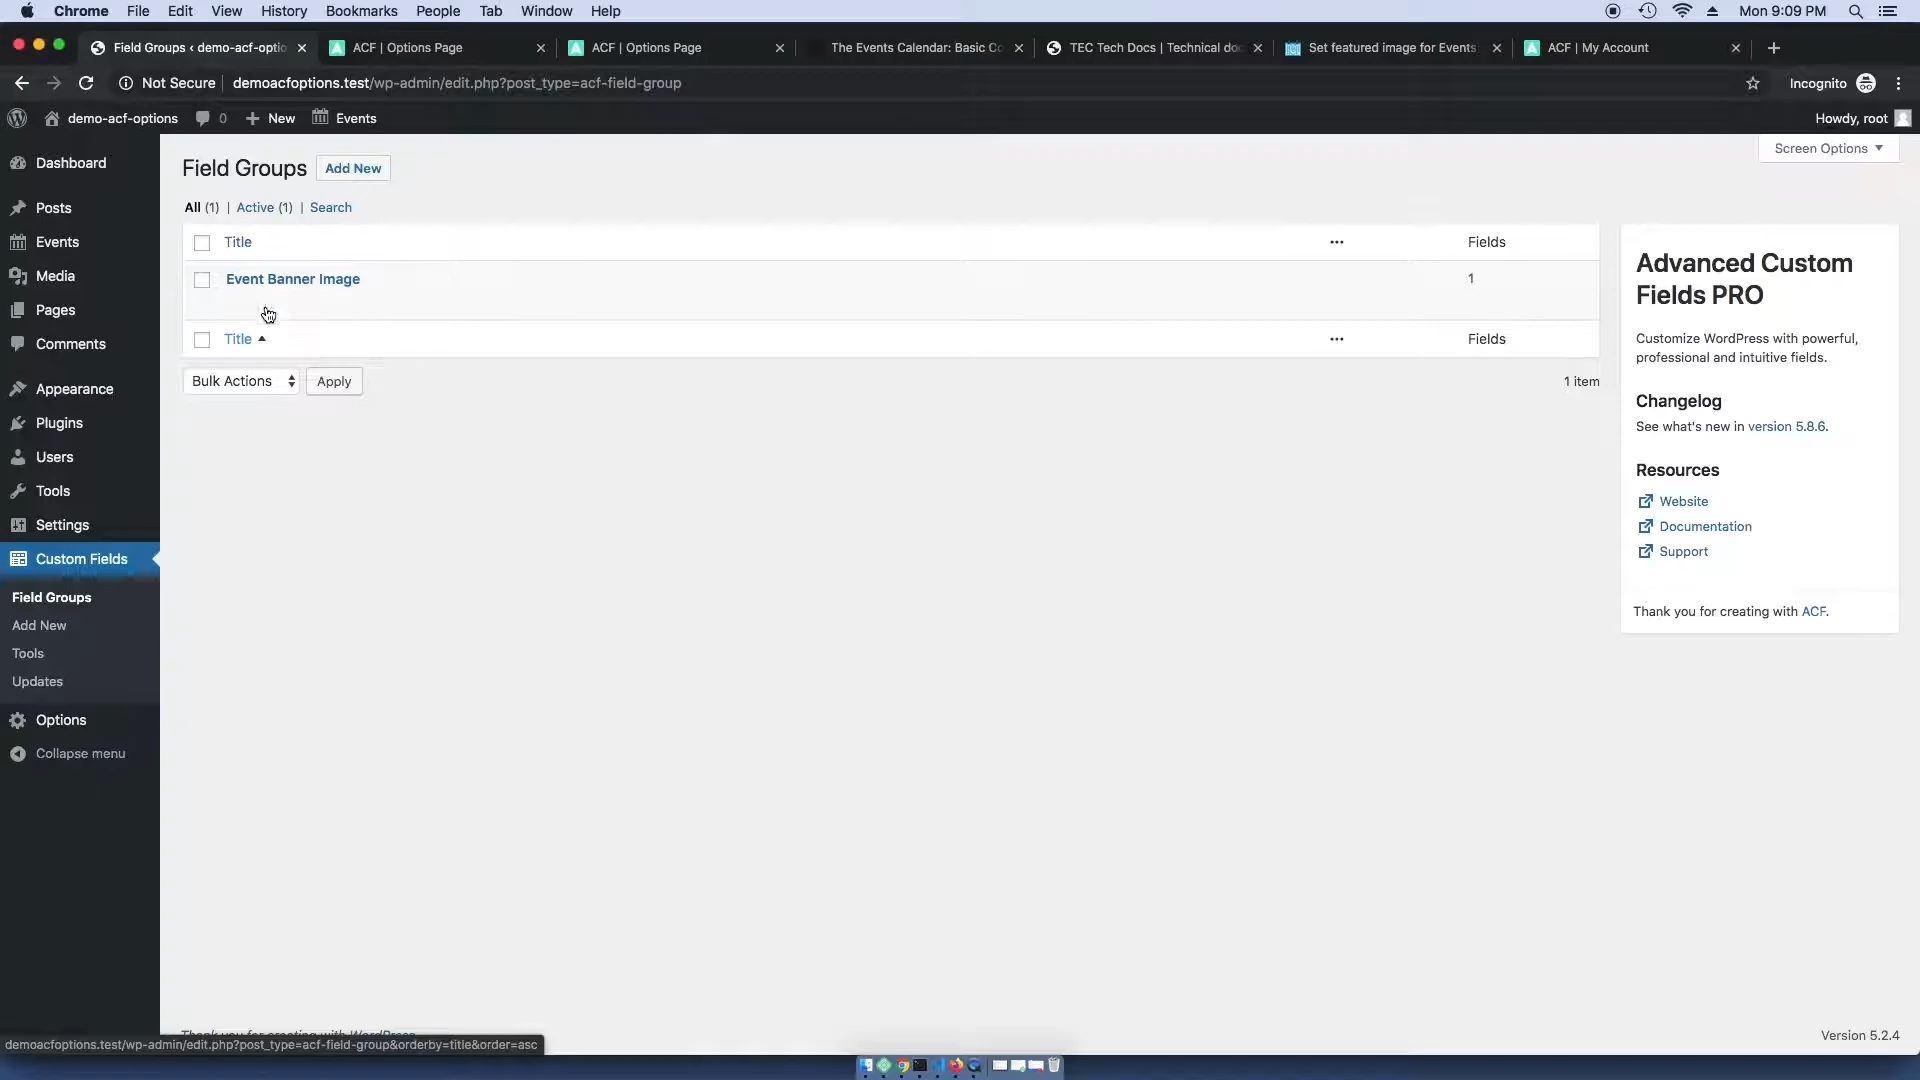 Chrome File Edit View History Bookmarks People Tab Window Help Mon 9:09 PM
Field Groups ‹ demo-acf-optio
ACF | Options Page
ACF | Options Page
The Events Calendar: Basic Co
TEC Tech Docs | Technical doc
Set featured image for Events
ACF | My Account
Not Secure demoacfoptions.test/wp-admin/edit.php?post_type=acf-field-group Incognito
demo-acf-options 0 New Events Howdy, root
Dashboard
Posts
Events
Media
Pages
Comments
Appearance
Plugins
Users
Tools
Settings
Custom Fields
Field Groups
Add New
Tools
Updates
Options
Collapse menu
Screen Options
Field Groups Add New
All (1) | Active (1) | Search
Title ••• Fields
Event Banner Image 1
Title ••• Fields
Bulk Actions Apply 1 item
Advanced Custom
Fields PRO
Customize WordPress with powerful,
professional and intuitive fields.
Changelog
See what's new in version 5.8.6.
Resources
Website
Documentation
Support
Thank you for creating with ACF.
Thank you for creating with WordPress
Version 5.2.4
demoacfoptions.test/wp-admin/edit.php?post_type=acf-field-group&orderby=title&order=asc